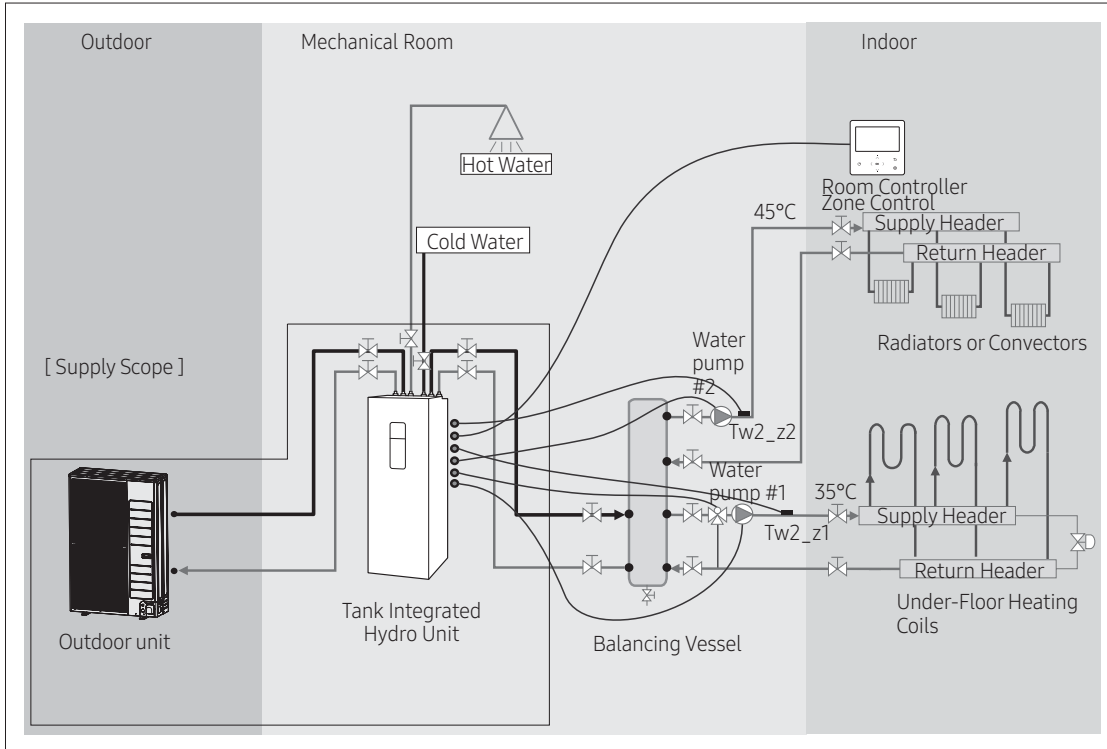 Outdoor
Mechanical Room
Indoor
Hot Water
Cold Water
Room Controller
Zone Control
45°C
Supply Header
Return Header
Radiators or Convectors
[ Supply Scope ]
Water
pump
#2
Tw2_z2
Water
pump #1
35°C
Tw2_z1
Supply Header
Return Header
Under-Floor Heating
Coils
Outdoor unit
Tank Integrated
Hydro Unit
Balancing Vessel